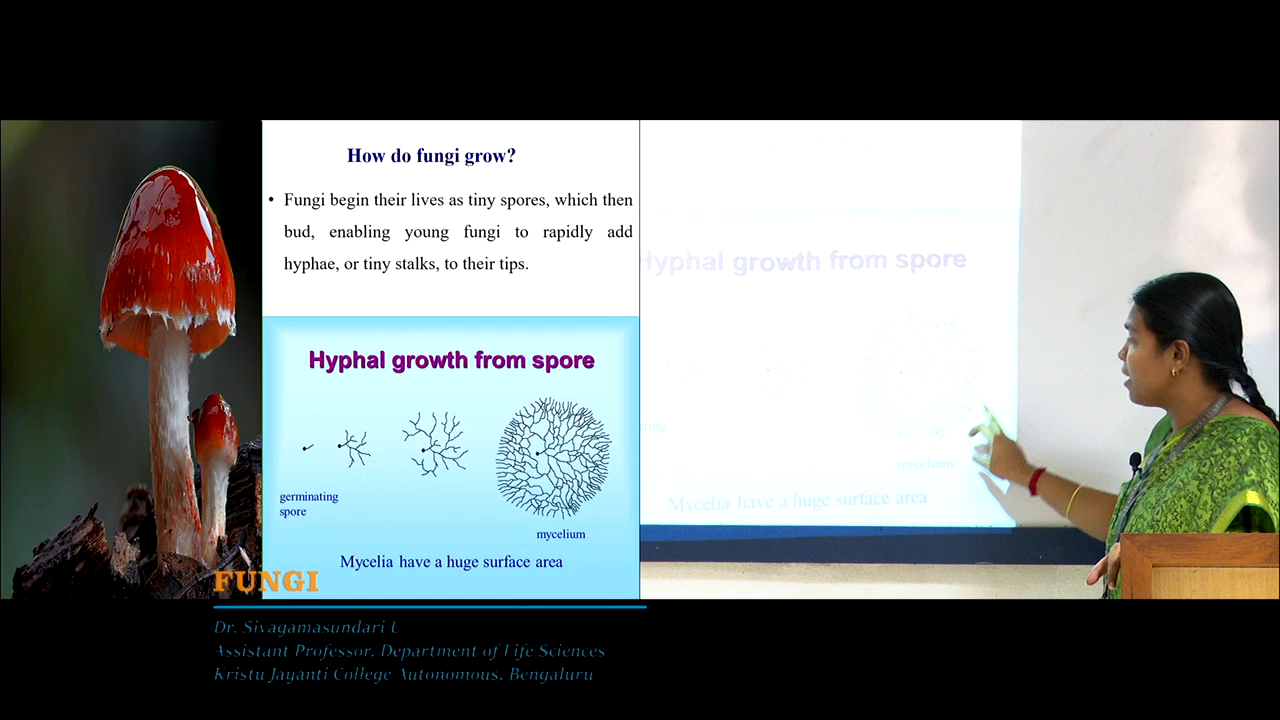 How do fungi grow?
• Fungi begin their lives as tiny spores, which then
bud, enabling young fungi to rapidly add
hyphae, or tiny stalks, to their tips.
Hyphal growth from spore
germinating
spore
mycelium
Mycelia have a huge surface area
Hyphal growth from spore
mycelium
Mycelia have a huge surface area
FUNGI
Dr. Sivagamasundari
Assistant Professor, Department of Life Sciences
Kristu Jayanti College Autonomous, Bengaluru